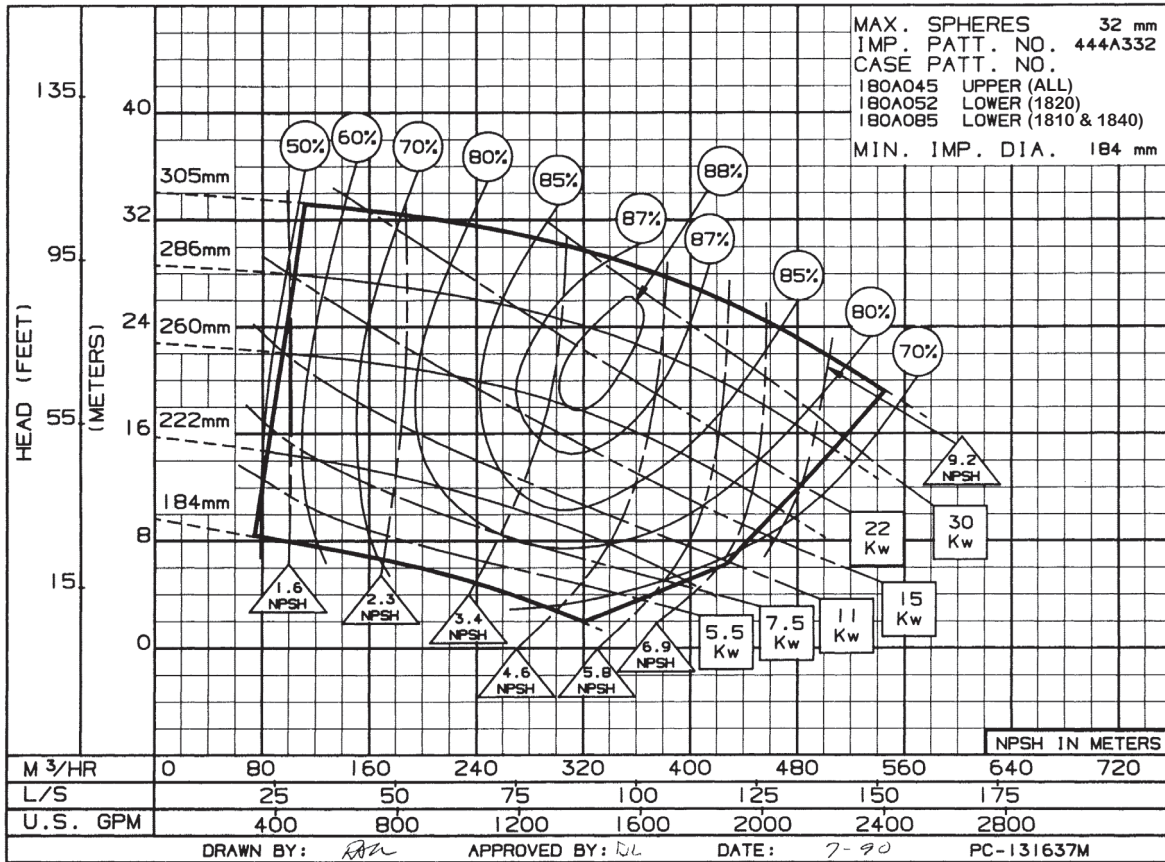 MAX. SPHERES 32 mm
IMP. PATT. NO. 444A332
CASE PATT. NO.
180A045 UPPER (ALL)
180A052 LOWER (1820)
180A085 LOWER (1810 & 1840)
MIN. IMP. DIA. 184 mm
HEAD (FEET)
(METERS)
135
95
55
15
40
32
24
16
8
0
305mm
286mm
260mm
222mm
184mm
50%
60%
70%
80%
85%
87%
88%
87%
85%
80%
70%
1.6 NPSH
2.3 NPSH
3.4 NPSH
4.6 NPSH
5.8 NPSH
6.9 NPSH
9.2 NPSH
5.5 Kw
7.5 Kw
11 Kw
15 Kw
22 Kw
30 Kw
NPSH IN METERS
M³/HR 0 80 160 240 320 400 480 560 640 720
L/S 25 50 75 100 125 150 175
U.S. GPM 400 800 1200 1600 2000 2400 2800
DRAWN BY: APPROVED BY: DATE: 7-90 PC-131637M